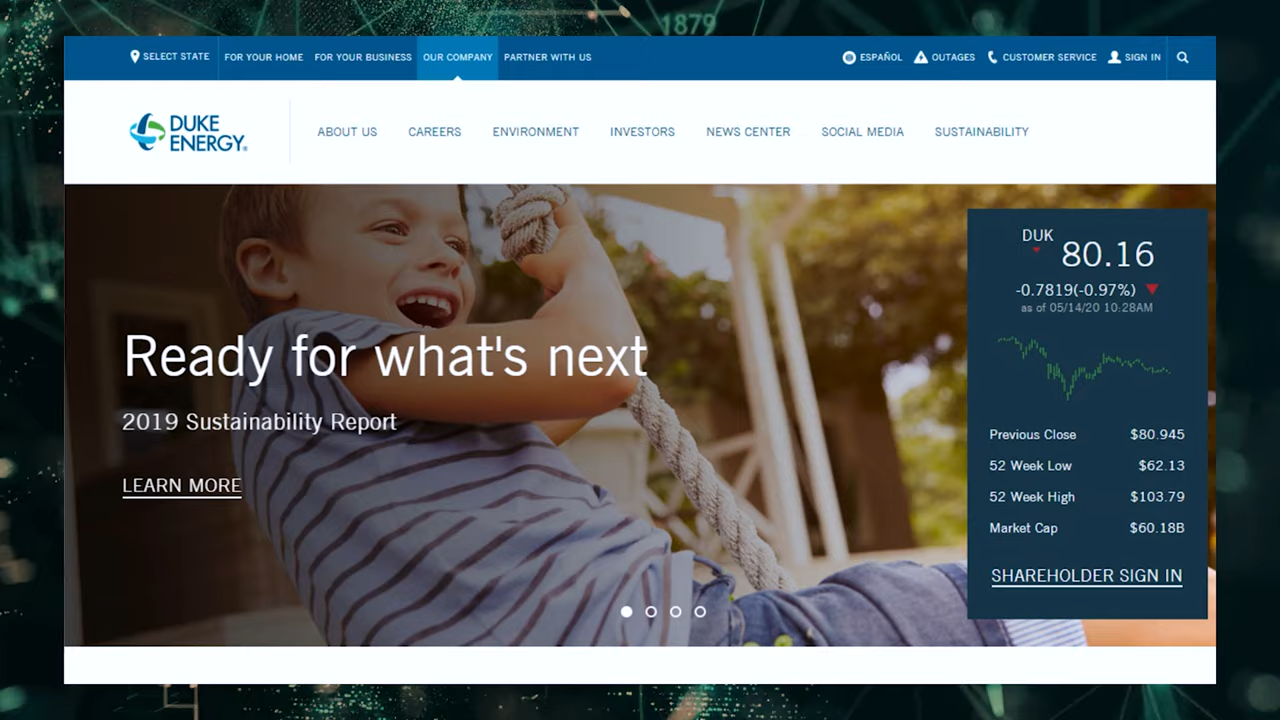 1879
SELECT STATE FOR YOUR HOME FOR YOUR BUSINESS OUR COMPANY PARTNER WITH US ESPAÑOL OUTAGES CUSTOMER SERVICE SIGN IN
DUKE
ENERGY®
ABOUT US CAREERS ENVIRONMENT INVESTORS NEWS CENTER SOCIAL MEDIA SUSTAINABILITY
Ready for what's next
2019 Sustainability Report
LEARN MORE
DUK
80.16
-0.7819(-0.97%)
as of 05/14/20 10:28AM
Previous Close $80.945
52 Week Low $62.13
52 Week High $103.79
Market Cap $60.18B
SHAREHOLDER SIGN IN